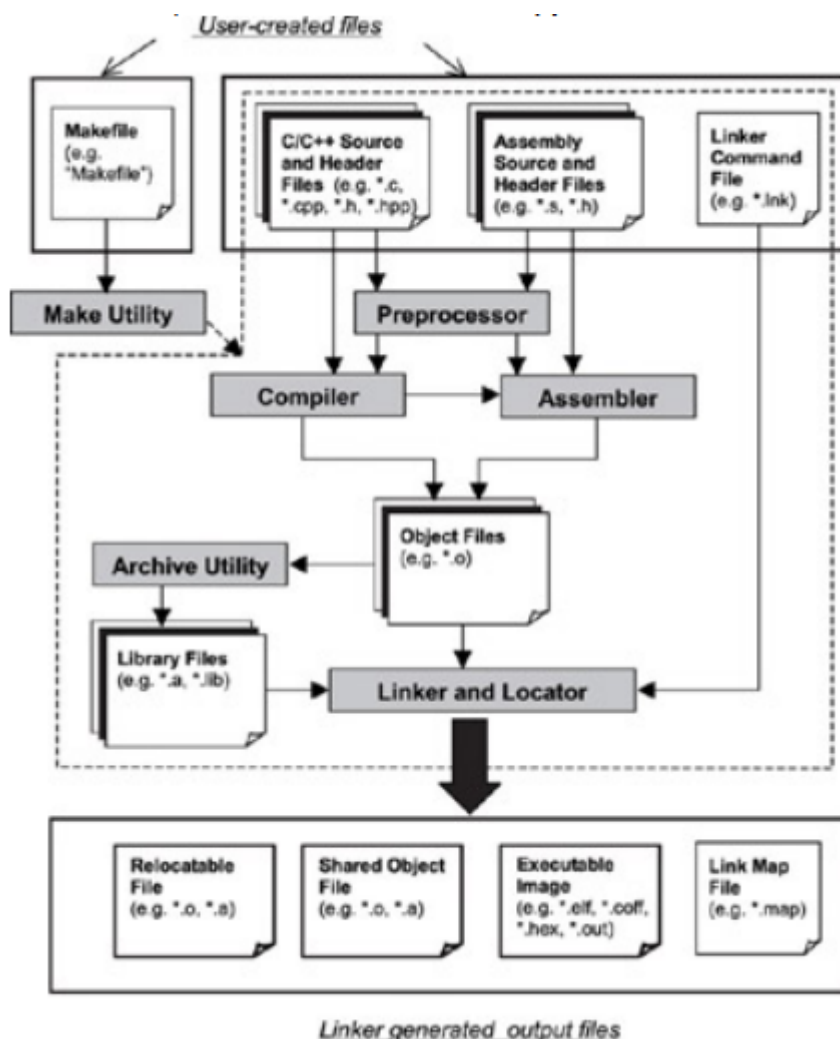 User-created files
Makefile
(e.g.
"Makefile")
C/C++ Source
and Header
Files (e.g. *.c,
*.cpp, *.h, *.hpp)
Assembly
Source and
Header Files
(e.g. *.s, *.h)
Linker
Command
File
(e.g. *.lnk)
Make Utility
Preprocessor
Compiler
Assembler
Object Files
(e.g. *.o)
Archive Utility
Library Files
(e.g. *.a, *.lib)
Linker and Locator
Relocatable
File
(e.g. *.o, *.a)
Shared Object
File
(e.g. *.o, *.a)
Executable
Image
(e.g. *.elf, *.coff,
*.hex, *.out)
Link Map
File
(e.g. *.map)
Linker generated output files